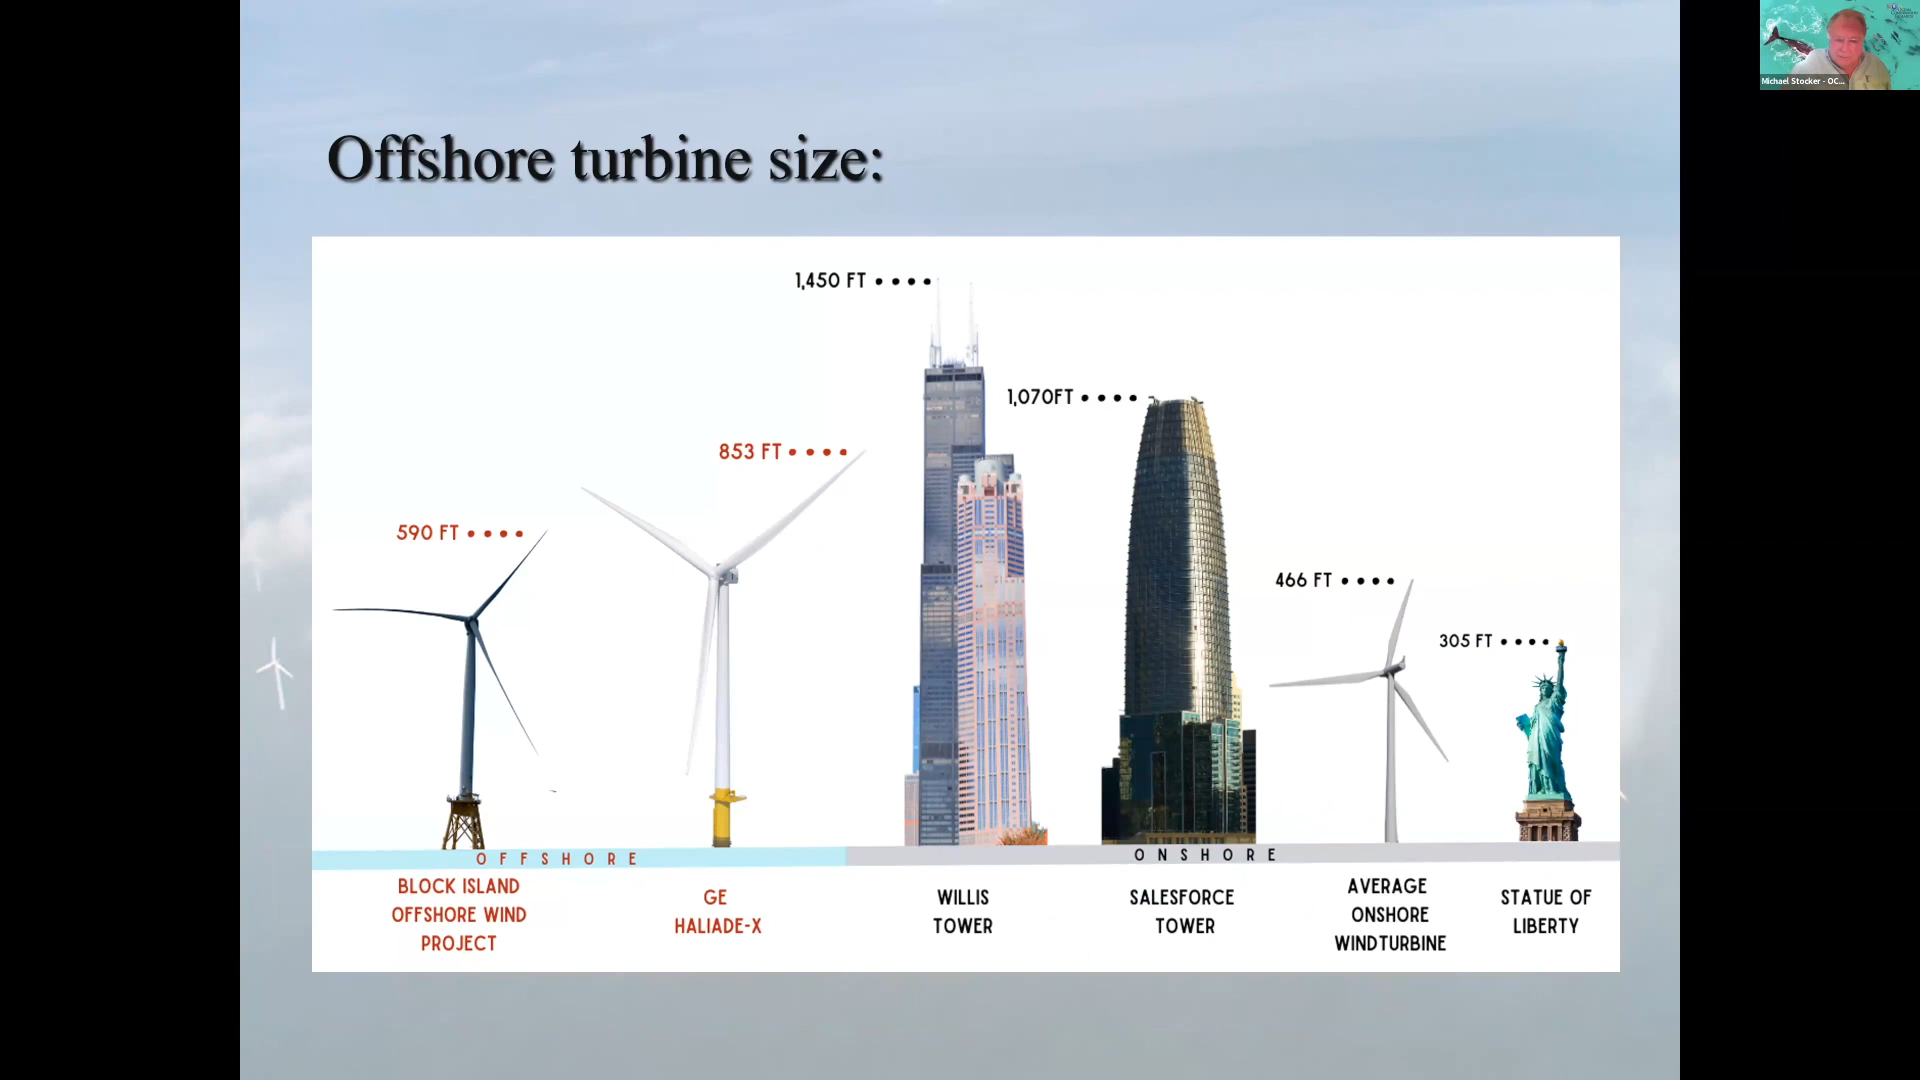 Michael Stocker - OC...
Offshore turbine size:
1,450 FT
1,070FT
853 FT
590 FT
466 FT
305 FT
OFFSHORE
ONSHORE
BLOCK ISLAND
OFFSHORE WIND
PROJECT
GE
HALIADE-X
WILLIS
TOWER
SALESFORCE
TOWER
AVERAGE
ONSHORE
WINDTURBINE
STATUE OF
LIBERTY